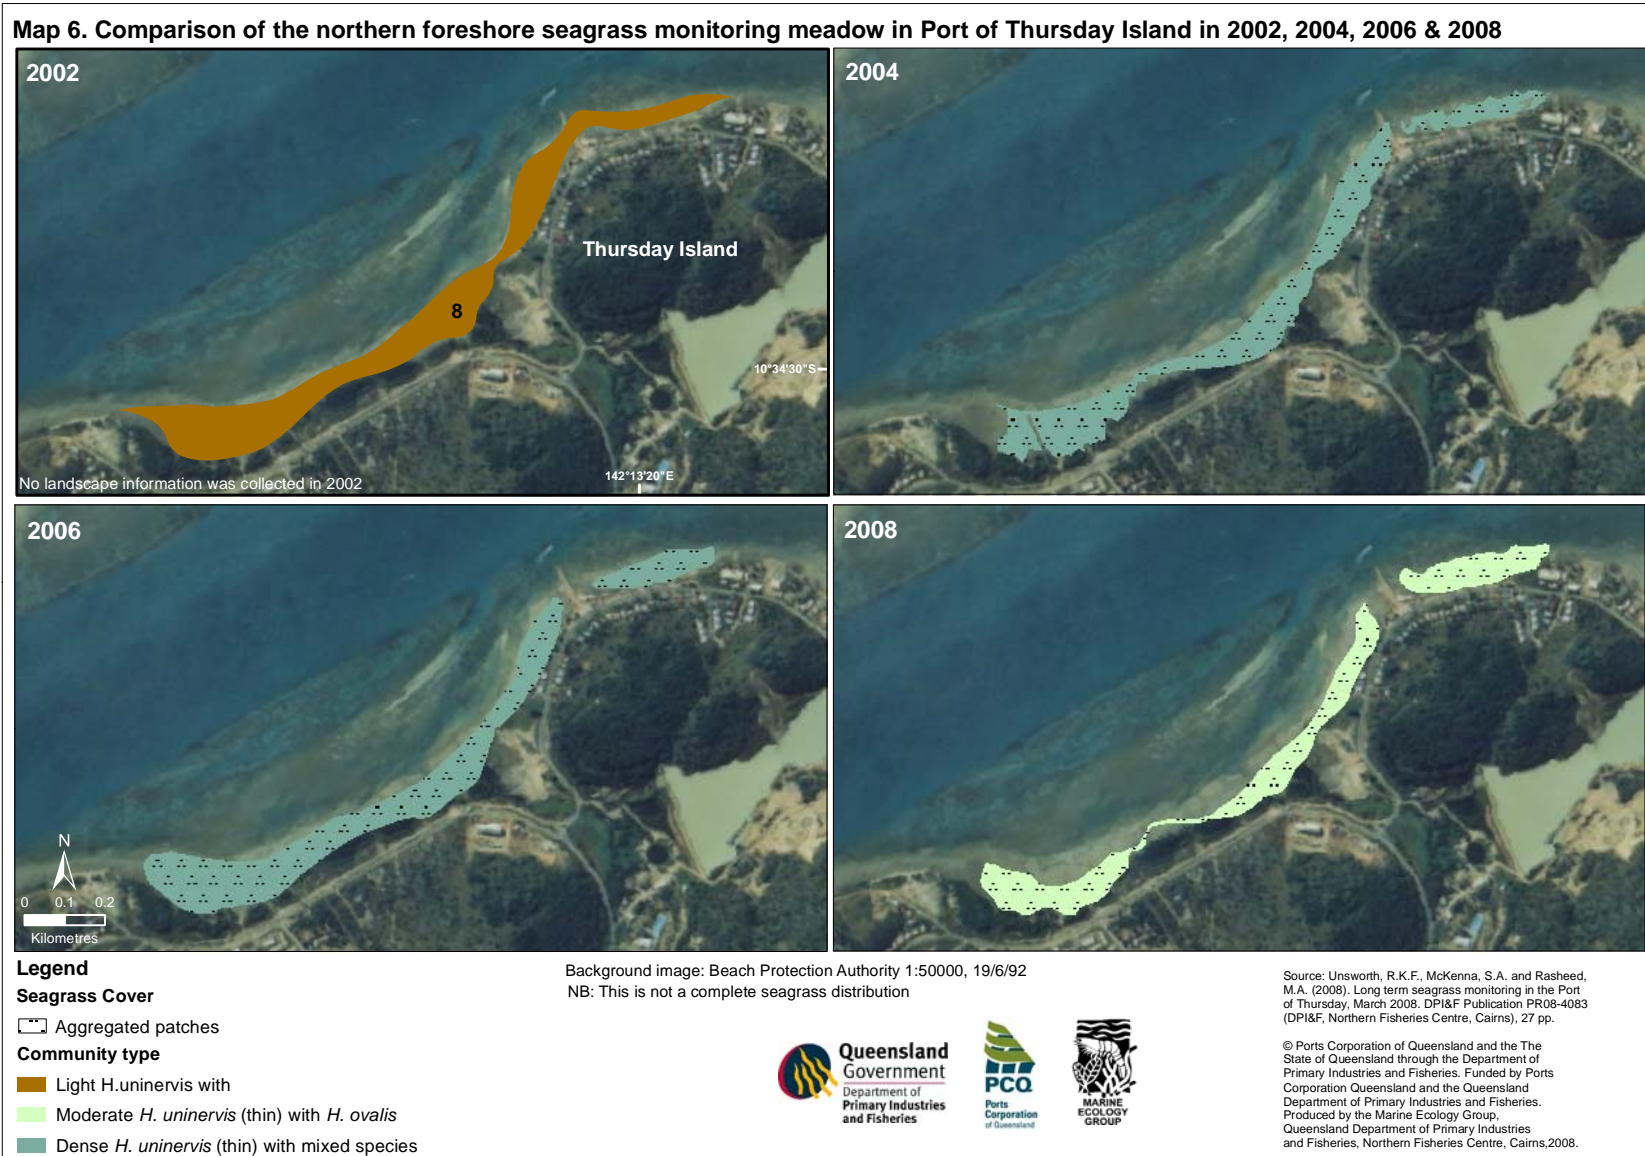 Map 6. Comparison of the northern foreshore seagrass monitoring meadow in Port of Thursday Island in 2002, 2004, 2006 & 2008
2002
Thursday Island
8
10°34'30"S
142°13'20"E
No landscape information was collected in 2002
2004
2006
N
0 0.1 0.2
Kilometres
2008
Legend
Seagrass Cover
Aggregated patches
Community type
Light H.uninervis with
Moderate H. uninervis (thin) with H. ovalis
Dense H. uninervis (thin) with mixed species
Background image: Beach Protection Authority 1:50000, 19/6/92
NB: This is not a complete seagrass distribution
Queensland
Government
Department of
Primary Industries
and Fisheries
PCQ
Ports
Corporation
of Queensland
MARINE
ECOLOGY
GROUP
Source: Unsworth, R.K.F., McKenna, S.A. and Rasheed,
M.A. (2008). Long term seagrass monitoring in the Port
of Thursday, March 2008. DPI&F Publication PR08-4083
(DPI&F, Northern Fisheries Centre, Cairns), 27 pp.
© Ports Corporation of Queensland and the The
State of Queensland through the Department of
Primary Industries and Fisheries. Funded by Ports
Corporation Queensland and the Queensland
Department of Primary Industries and Fisheries.
Produced by the Marine Ecology Group,
Queensland Department of Primary Industries
and Fisheries, Northern Fisheries Centre, Cairns,2008.